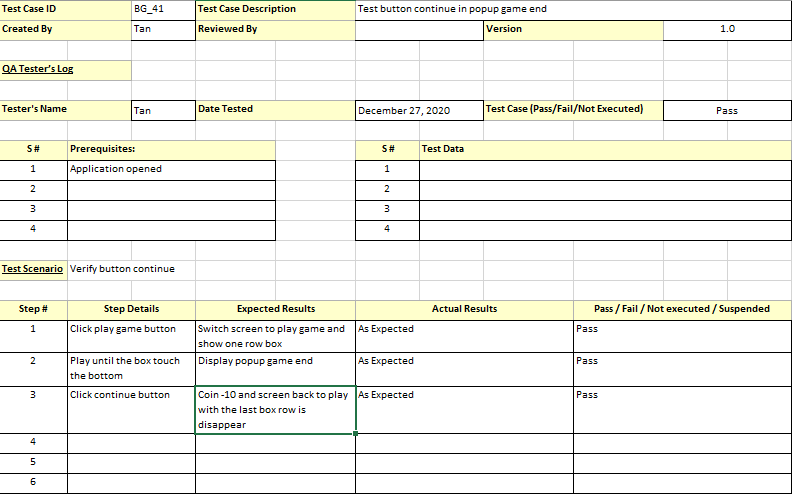 Test Case ID BG_41 Test Case Description Test button continue in popup game end
Created By Tan Reviewed By Version 1.0
QA Tester's Log
Tester's Name Tan Date Tested December 27, 2020 Test Case (Pass/Fail/Not Executed) Pass
S # Prerequisites: S # Test Data
1 Application opened 1
2 2
3 3
4 4
Test Scenario Verify button continue
Step # Step Details Expected Results Actual Results Pass / Fail / Not executed / Suspended
1 Click play game button Switch screen to play game and As Expected Pass
show one row box
2 Play until the box touch Display popup game end As Expected Pass
the bottom
3 Click continue button Coin -10 and screen back to play As Expected Pass
with the last box row is
disappear
4
5
6